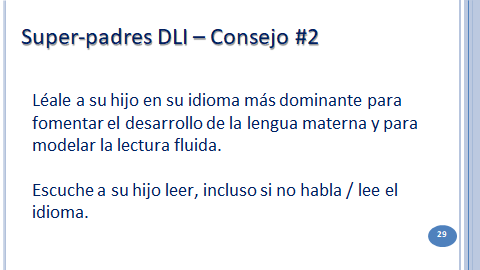 Super-padres DLI – Consejo #2
Léale a su hijo en su idioma más dominante para
fomentar el desarrollo de la lengua materna y para
modelar la lectura fluida.
Escuche a su hijo leer, incluso si no habla / lee el
idioma.
29